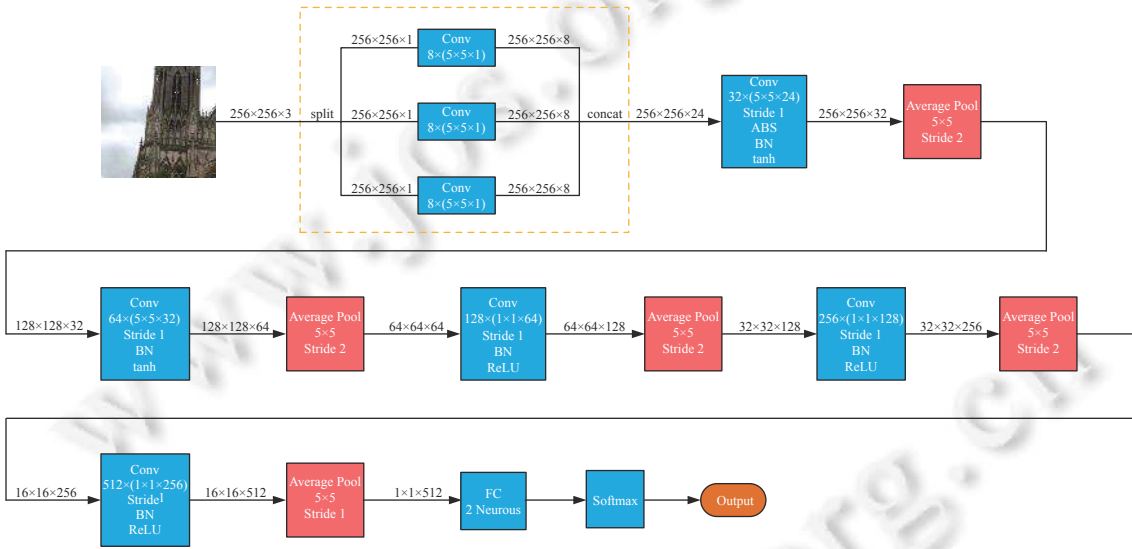 256×256×1
Conv
8×(5×5×1)
256×256×8
256×256×3
split
256×256×1
Conv
8×(5×5×1)
256×256×8
concat
256×256×24
Conv
32×(5×5×24)
Stride 1
ABS
BN
tanh
256×256×32
Average Pool
5×5
Stride 2
256×256×1
Conv
8×(5×5×1)
256×256×8
128×128×32
Conv
64×(5×5×32)
Stride 1
BN
tanh
128×128×64
Average Pool
5×5
Stride 2
64×64×64
Conv
128×(1×1×64)
Stride 1
BN
ReLU
64×64×128
Average Pool
5×5
Stride 2
32×32×128
Conv
256×(1×1×128)
Stride 1
BN
ReLU
32×32×256
Average Pool
5×5
Stride 2
16×16×256
Conv
512×(1×1×256)
Stride1
BN
ReLU
16×16×512
Average Pool
5×5
Stride 1
1×1×512
FC
2 Neurous
Softmax
Output
www.jos.org.cn